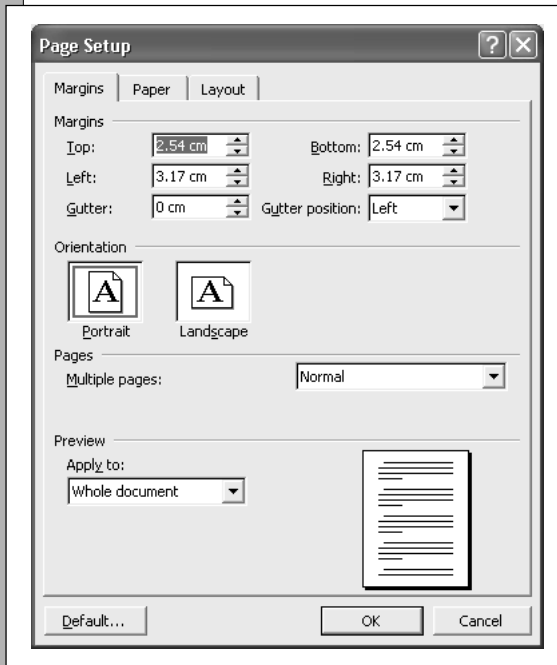 Page Setup
Margins Paper Layout
Margins
Top: 2.54 cm Bottom: 2.54 cm
Left: 3.17 cm Right: 3.17 cm
Gutter: 0 cm Gutter position: Left
Orientation
A A
Portrait Landscape
Pages
Multiple pages: Normal
Preview
Apply to:
Whole document
Default... OK Cancel